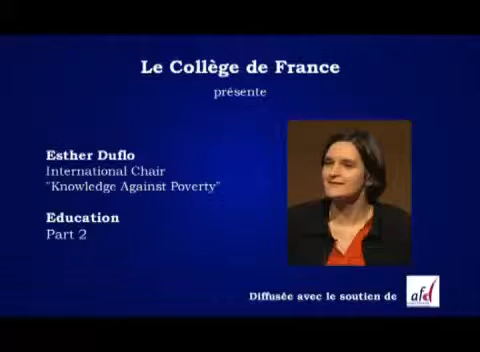 Le Collège de France
présente
Esther Duflo
International Chair
"Knowledge Against Poverty"
Education
Part 2
Diffusée avec le soutien de
afd